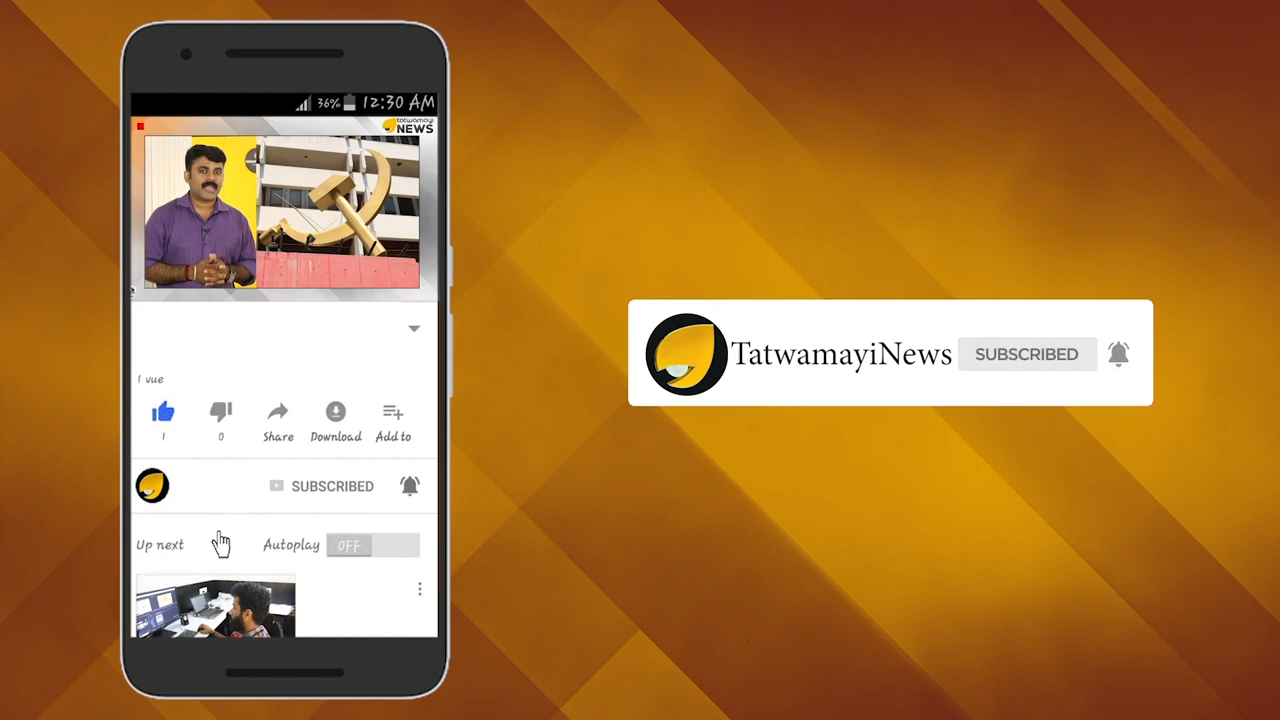 36% 12:30 AM
tatwamayi
NEWS
1 vue
1
0
Share
Download
Add to
SUBSCRIBED
Up next
Autoplay
OFF
TatwamayiNews
SUBSCRIBED